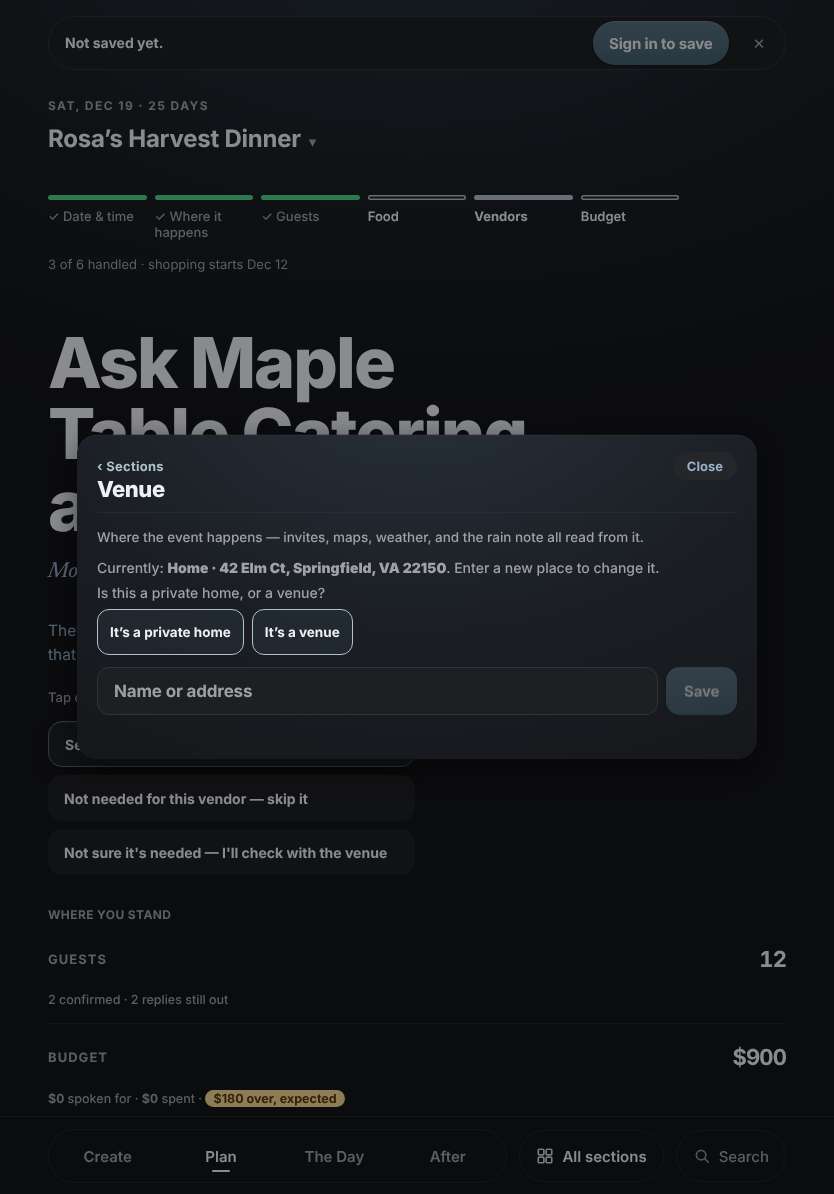 Not saved yet.
Sign in to save
×
SAT, DEC 19 · 25 DAYS
Rosa’s Harvest Dinner ▾
✓ Date & time
✓ Where it
happens
✓ Guests
Food
Vendors
Budget
3 of 6 handled · shopping starts Dec 12
Ask Maple
Table Catering
a
Mo
‹ Sections
Close
Venue
Where the event happens — invites, maps, weather, and the rain note all read from it.
Currently: Home · 42 Elm Ct, Springfield, VA 22150. Enter a new place to change it.
Is this a private home, or a venue?
It’s a private home
It’s a venue
Name or address
Save
The
that
Tap
Not needed for this vendor — skip it
Not sure it's needed — I'll check with the venue
WHERE YOU STAND
GUESTS
12
2 confirmed · 2 replies still out
BUDGET
$900
$0 spoken for · $0 spent · $180 over, expected
Create
Plan
The Day
After
All sections
Search